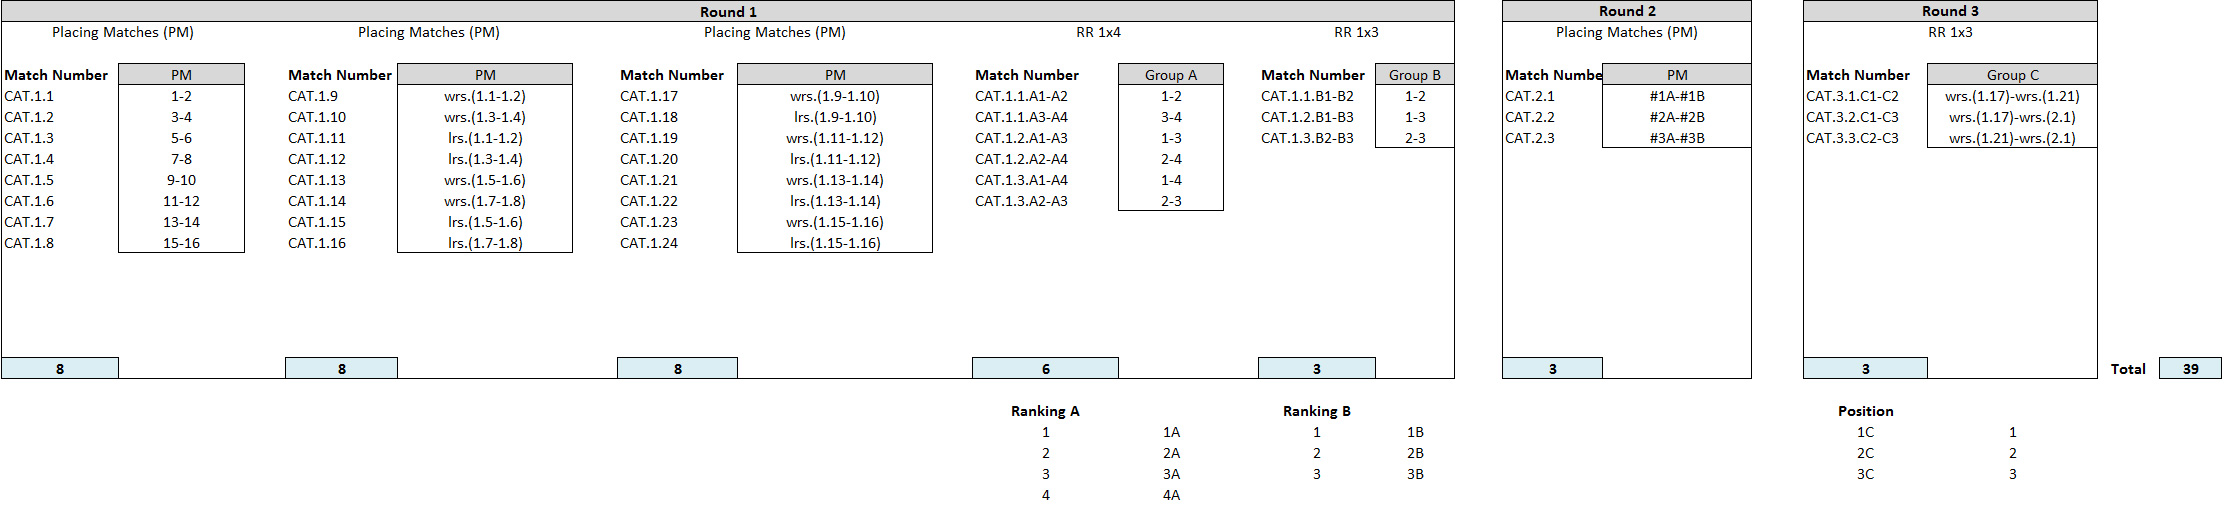 Round 1 Round 2 Round 3
Placing Matches (PM) Placing Matches (PM) Placing Matches (PM) RR 1x4 RR 1x3 Placing Matches (PM) RR 1x3
Match Number PM Match Number PM Match Number PM Match Number Group A Match Number Group B Match Numbe PM Match Number Group C
CAT.1.1 1-2 CAT.1.9 wrs.(1.1-1.2) CAT.1.17 wrs.(1.9-1.10) CAT.1.1.A1-A2 1-2 CAT.1.1.B1-B2 1-2 CAT.2.1 #1A-#1B CAT.3.1.C1-C2 wrs.(1.17)-wrs.(1.21)
CAT.1.2 3-4 CAT.1.10 wrs.(1.3-1.4) CAT.1.18 lrs.(1.9-1.10) CAT.1.1.A3-A4 3-4 CAT.1.2.B1-B3 1-3 CAT.2.2 #2A-#2B CAT.3.2.C1-C3 wrs.(1.17)-wrs.(2.1)
CAT.1.3 5-6 CAT.1.11 lrs.(1.1-1.2) CAT.1.19 wrs.(1.11-1.12) CAT.1.2.A1-A3 1-3 CAT.1.3.B2-B3 2-3 CAT.2.3 #3A-#3B CAT.3.3.C2-C3 wrs.(1.21)-wrs.(2.1)
CAT.1.4 7-8 CAT.1.12 lrs.(1.3-1.4) CAT.1.20 lrs.(1.11-1.12) CAT.1.2.A2-A4 2-4
CAT.1.5 9-10 CAT.1.13 wrs.(1.5-1.6) CAT.1.21 wrs.(1.13-1.14) CAT.1.3.A1-A4 1-4
CAT.1.6 11-12 CAT.1.14 wrs.(1.7-1.8) CAT.1.22 lrs.(1.13-1.14) CAT.1.3.A2-A3 2-3
CAT.1.7 13-14 CAT.1.15 lrs.(1.5-1.6) CAT.1.23 wrs.(1.15-1.16)
CAT.1.8 15-16 CAT.1.16 lrs.(1.7-1.8) CAT.1.24 lrs.(1.15-1.16)
8 8 8 6 3 3 3 Total 39
Ranking A Ranking B Position
1 1A 1 1B 1C 1
2 2A 2 2B 2C 2
3 3A 3 3B 3C 3
4 4A